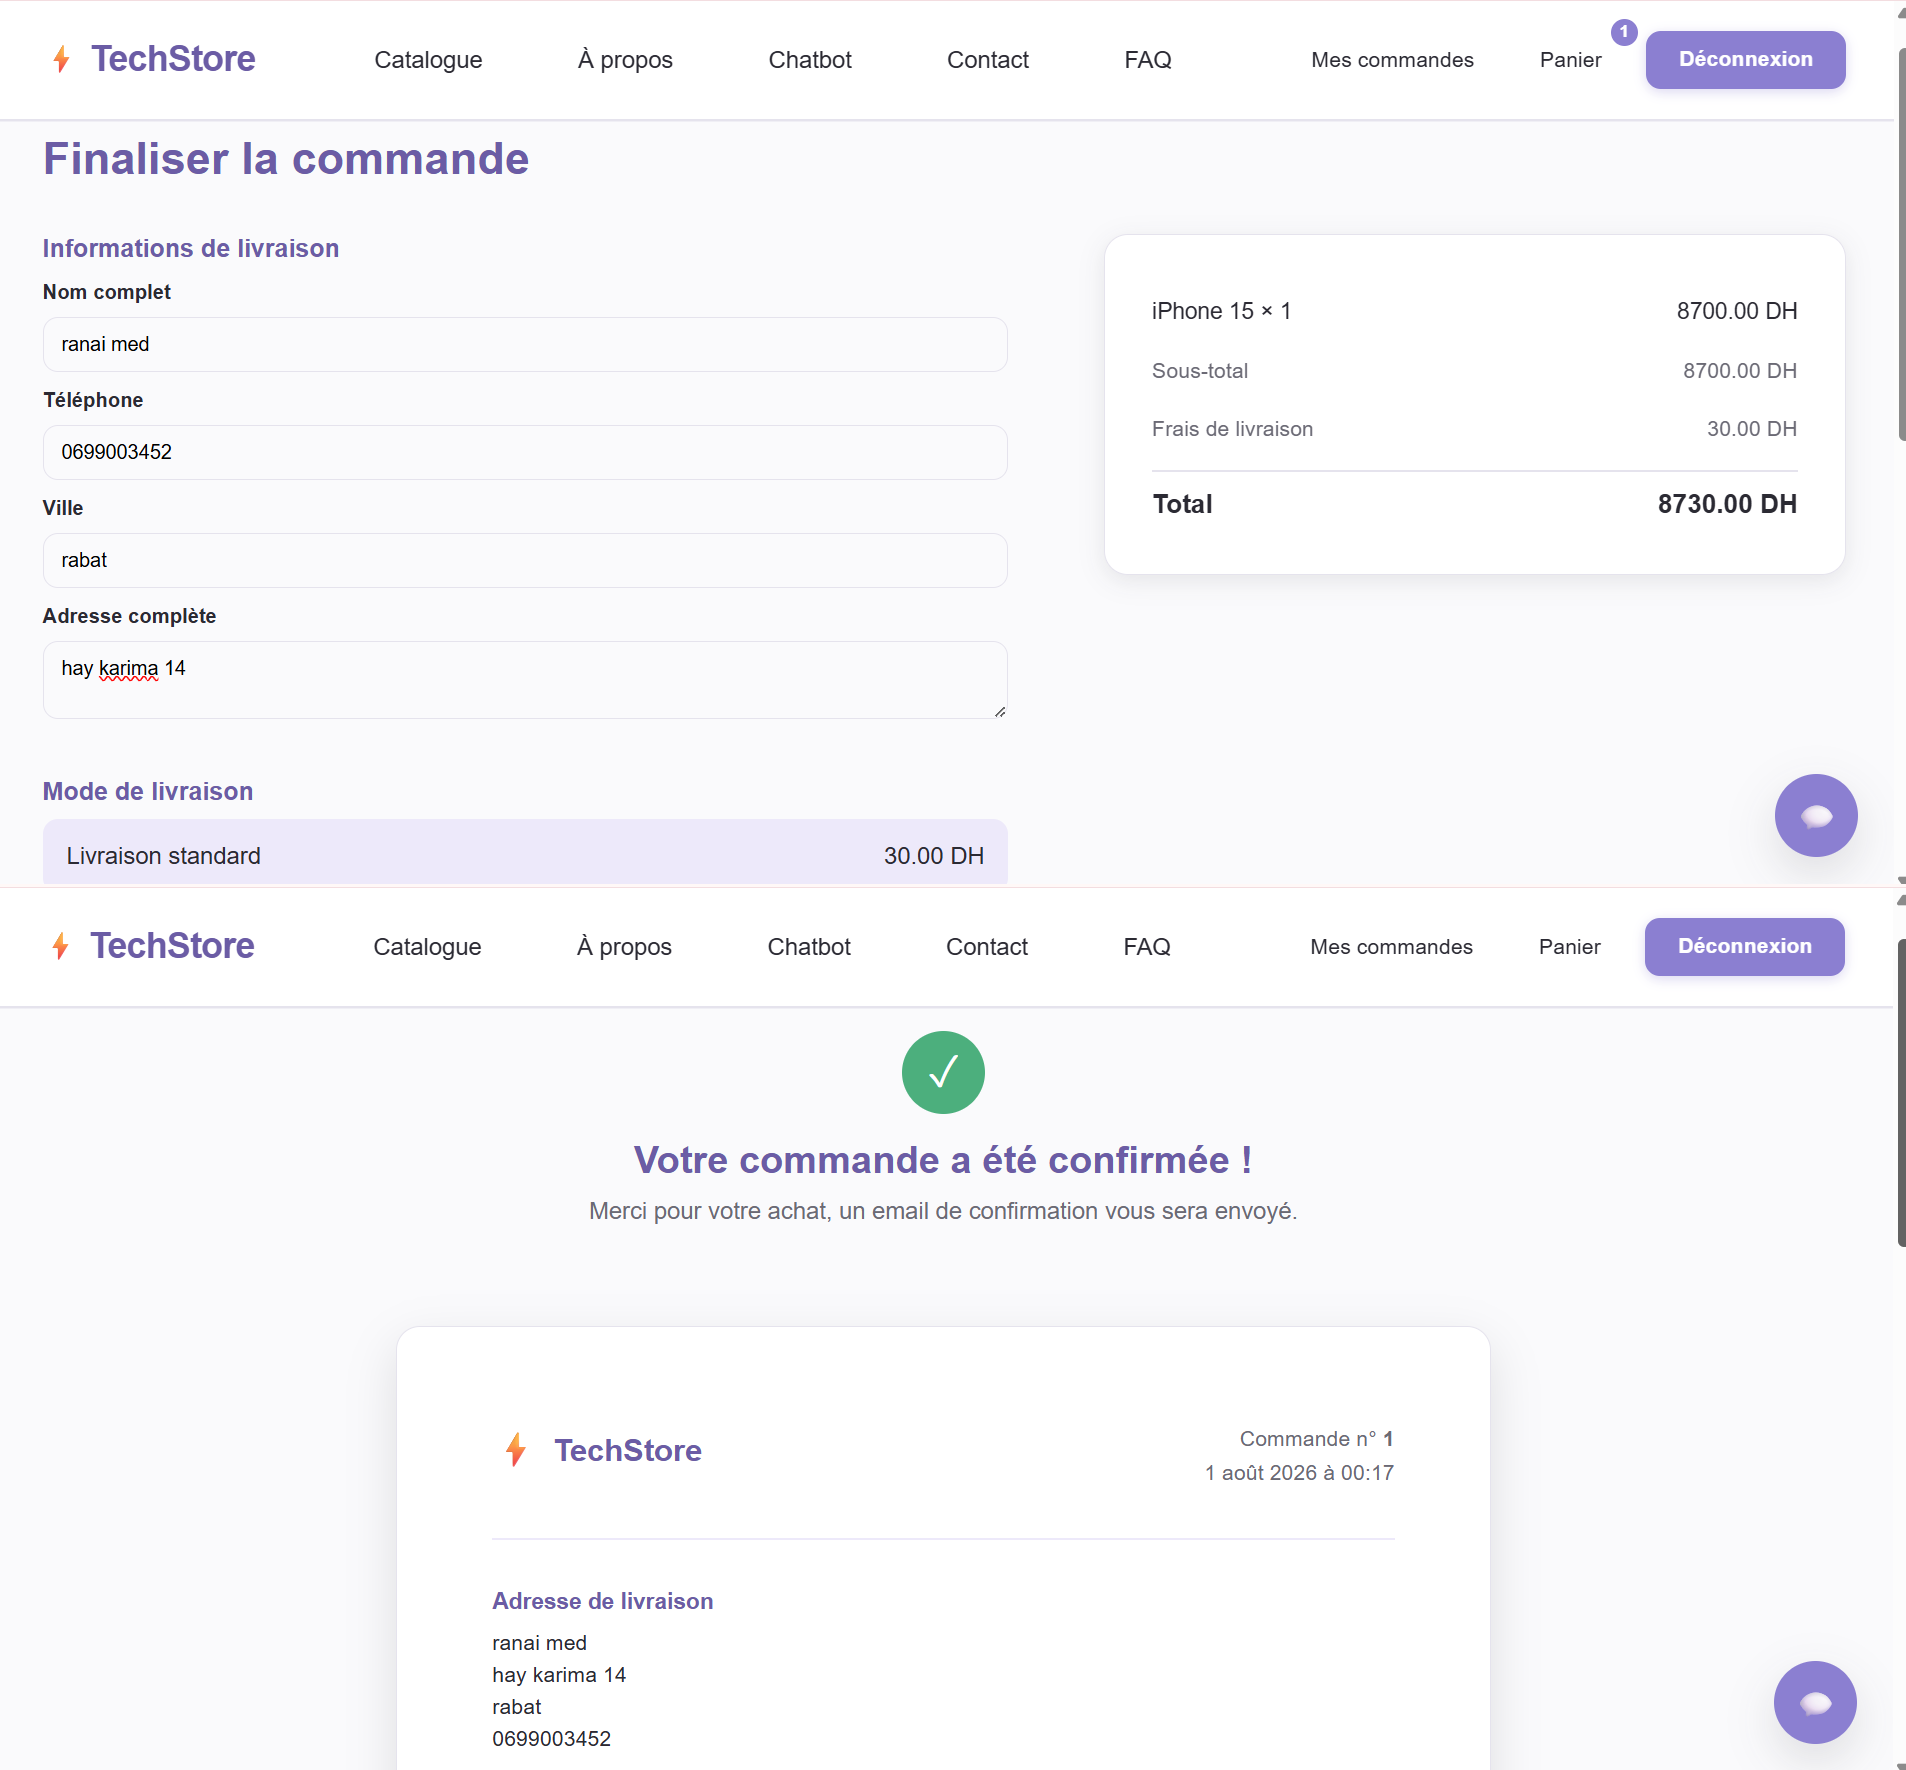 TechStore Catalogue À propos Chatbot Contact FAQ Mes commandes Panier 1 Déconnexion
Finaliser la commande
Informations de livraison
Nom complet
ranai med
Téléphone
0699003452
Ville
rabat
Adresse complète
hay karima 14
Mode de livraison
Livraison standard 30.00 DH
iPhone 15 × 1 8700.00 DH
Sous-total 8700.00 DH
Frais de livraison 30.00 DH
Total 8730.00 DH
TechStore Catalogue À propos Chatbot Contact FAQ Mes commandes Panier Déconnexion
Votre commande a été confirmée !
Merci pour votre achat, un email de confirmation vous sera envoyé.
TechStore
Commande n° 1
1 août 2026 à 00:17
Adresse de livraison
ranai med
hay karima 14
rabat
0699003452